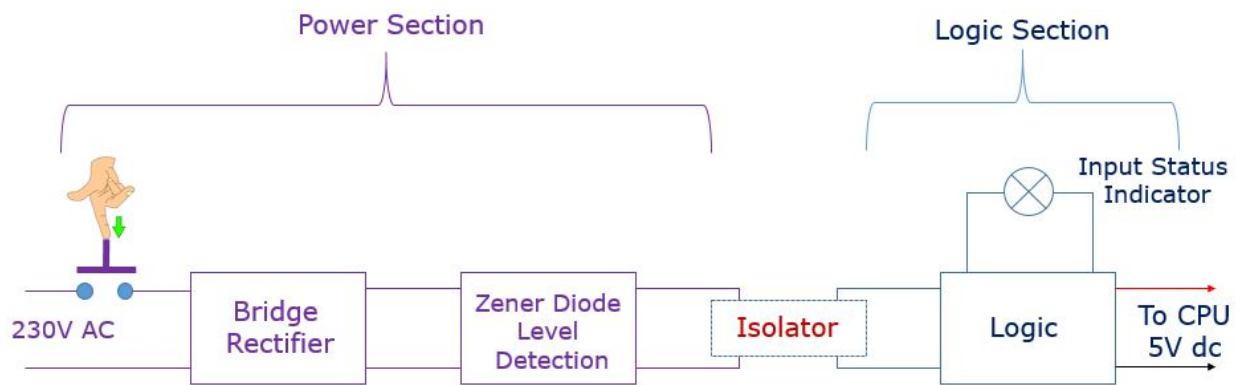 Power Section
Logic Section
Input Status
Indicator
230V AC
Bridge
Rectifier
Zener Diode
Level
Detection
Isolator
Logic
To CPU
5V dc